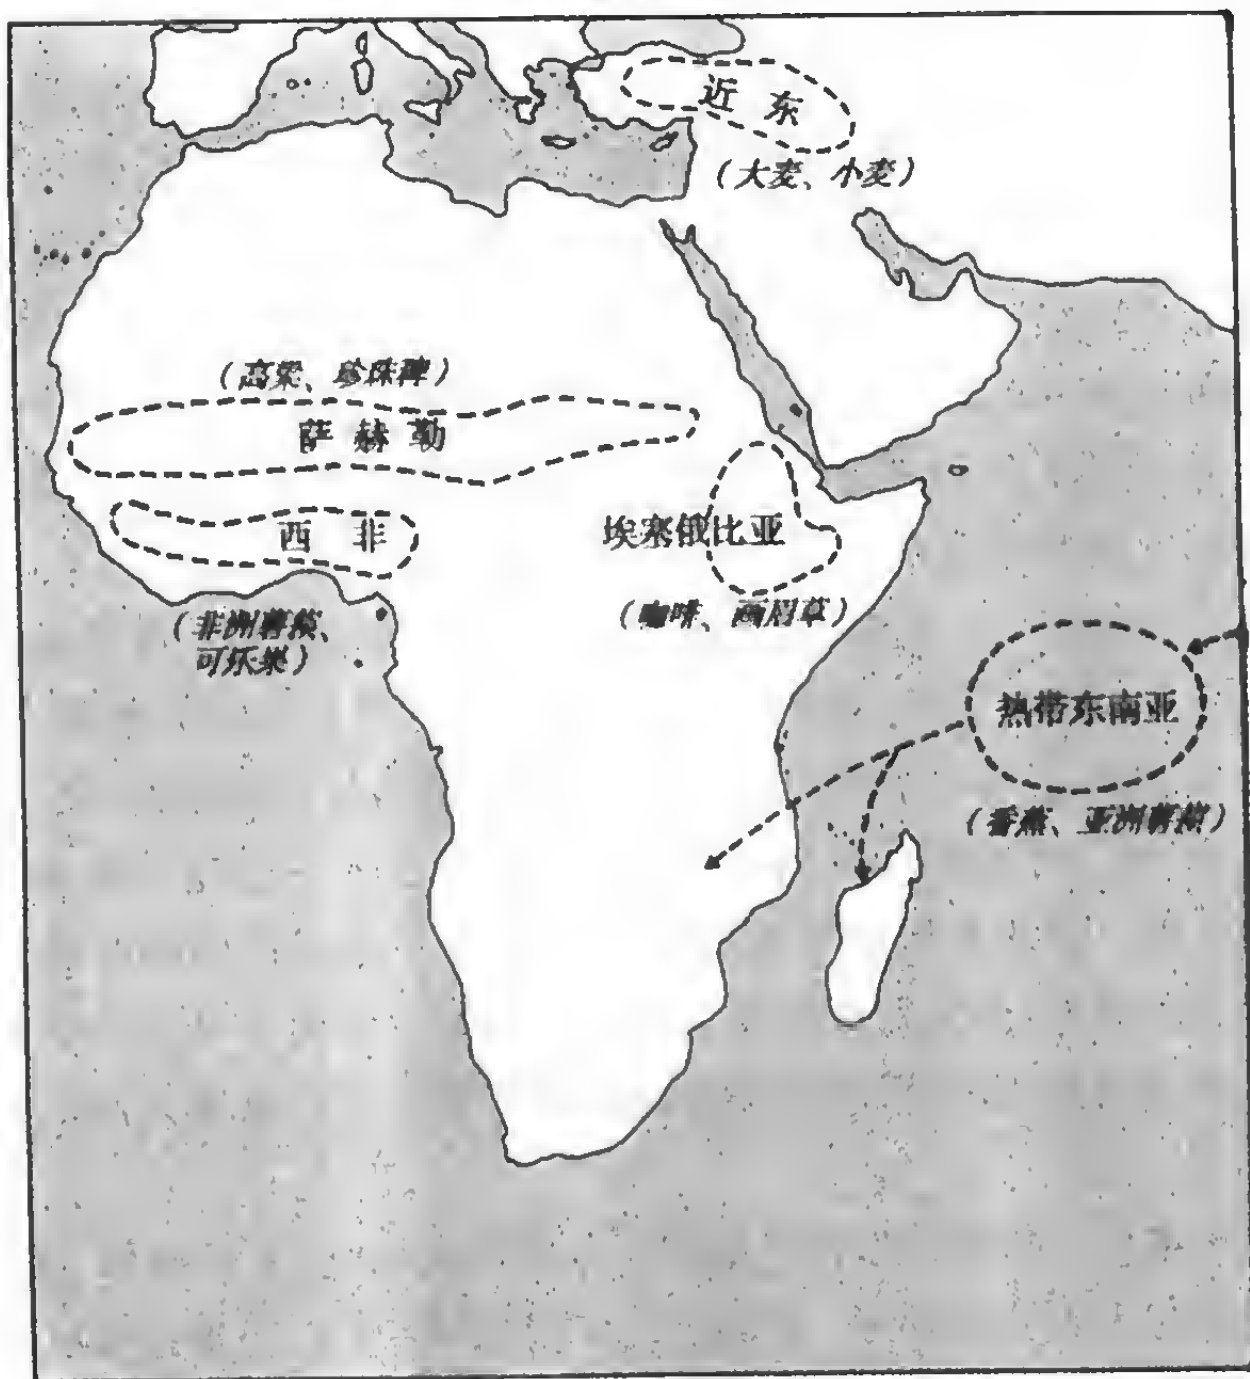 近东
(大麦、小麦)
(高粱、珍珠稗)
萨赫勒
西非
埃塞俄比亚
(非洲薯蓣、
可乐果)
(咖啡、画眉草)
热带东南亚
(香蕉、亚洲薯蓣)